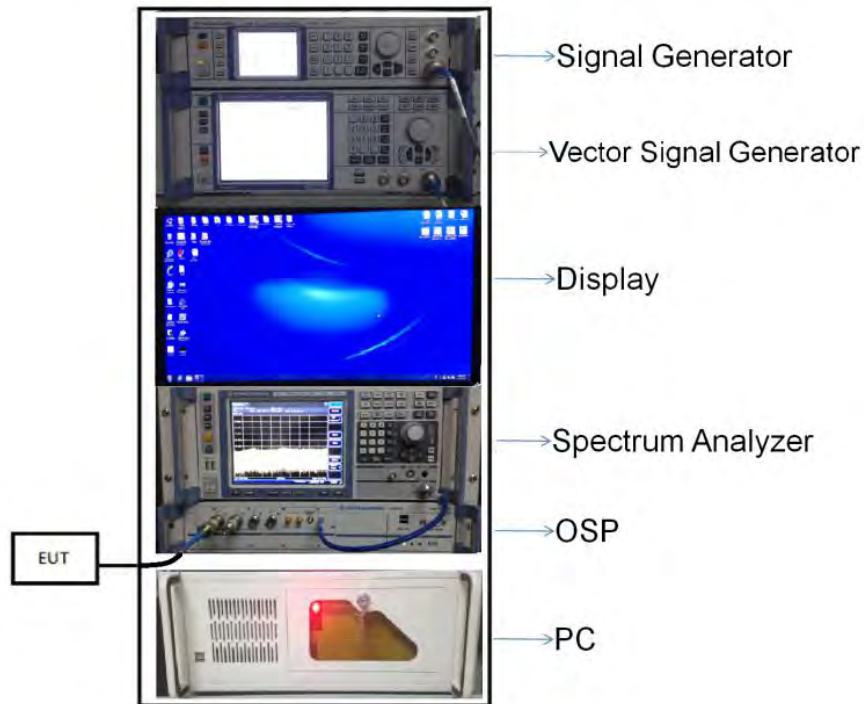 Signal Generator
Vector Signal Generator
Display
Spectrum Analyzer
OSP
EUT
PC